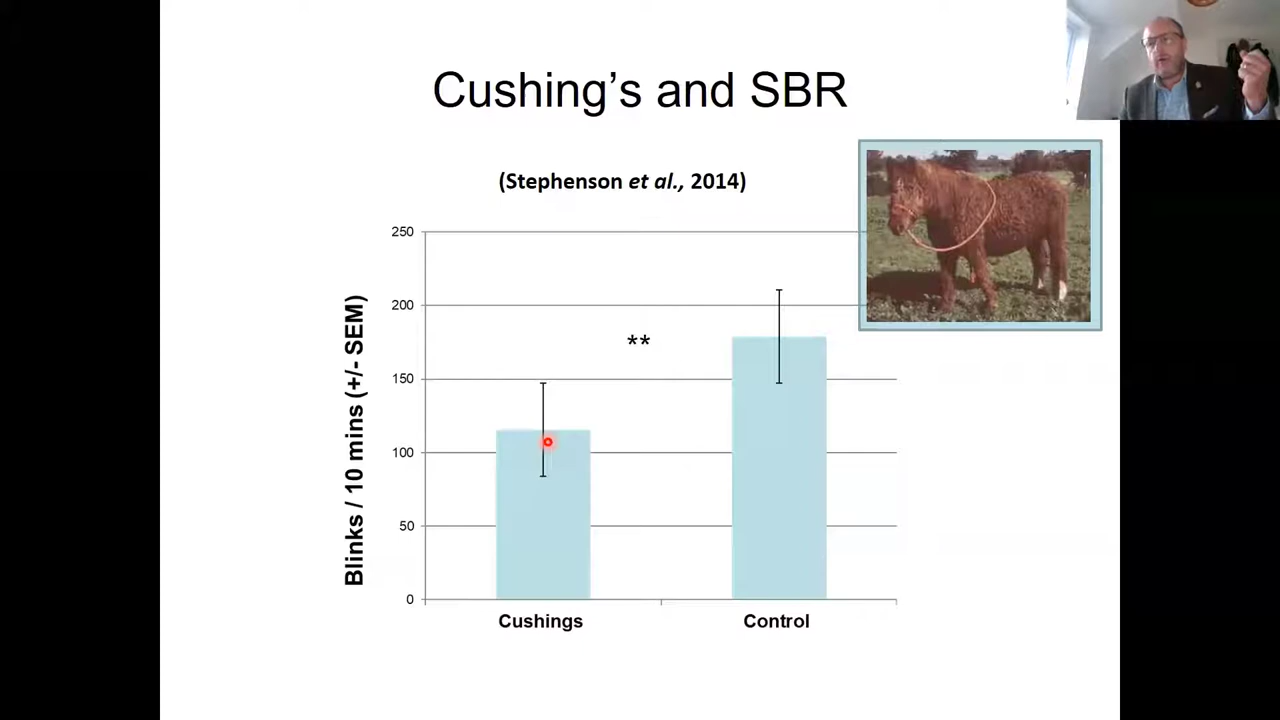 Cushing’s and SBR
(Stephenson et al., 2014)
Blinks / 10 mins (+/- SEM)
250
200
150
100
50
0
**
Cushings
Control